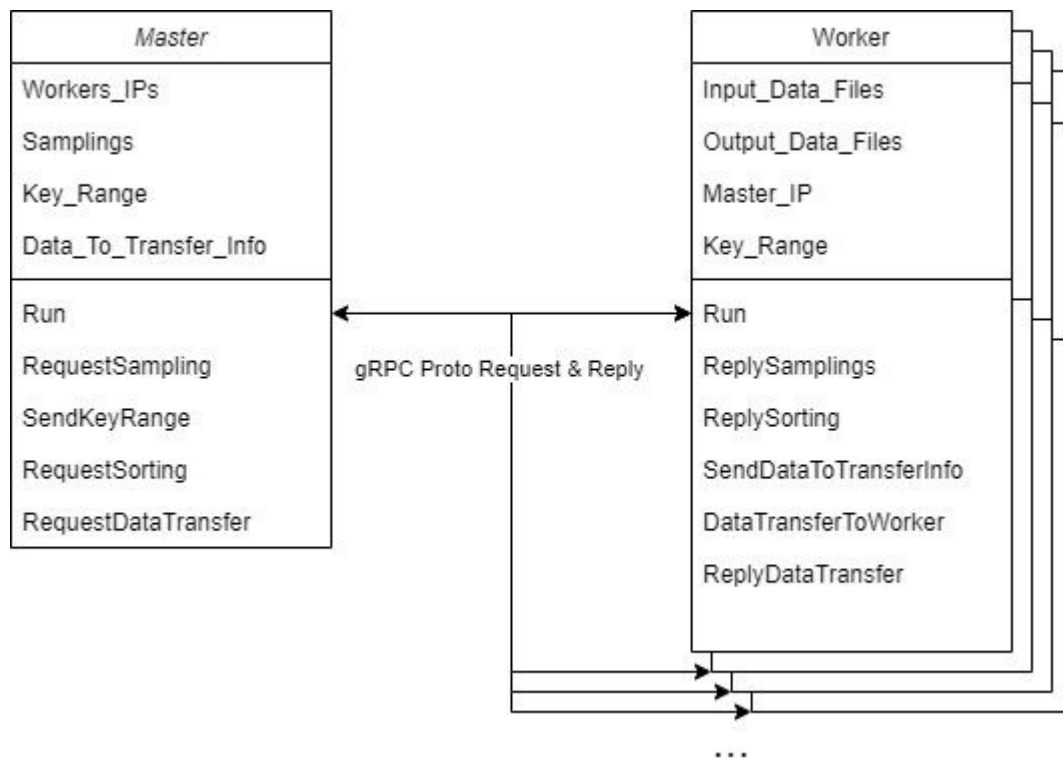 Master
Workers_IPs
Samplings
Key_Range
Data_To_Transfer_Info
Run
RequestSampling
SendKeyRange
RequestSorting
RequestDataTransfer
gRPC Proto Request & Reply
Worker
Input_Data_Files
Output_Data_Files
Master_IP
Key_Range
Run
ReplySamplings
ReplySorting
SendDataToTransferInfo
DataTransferToWorker
ReplyDataTransfer
...